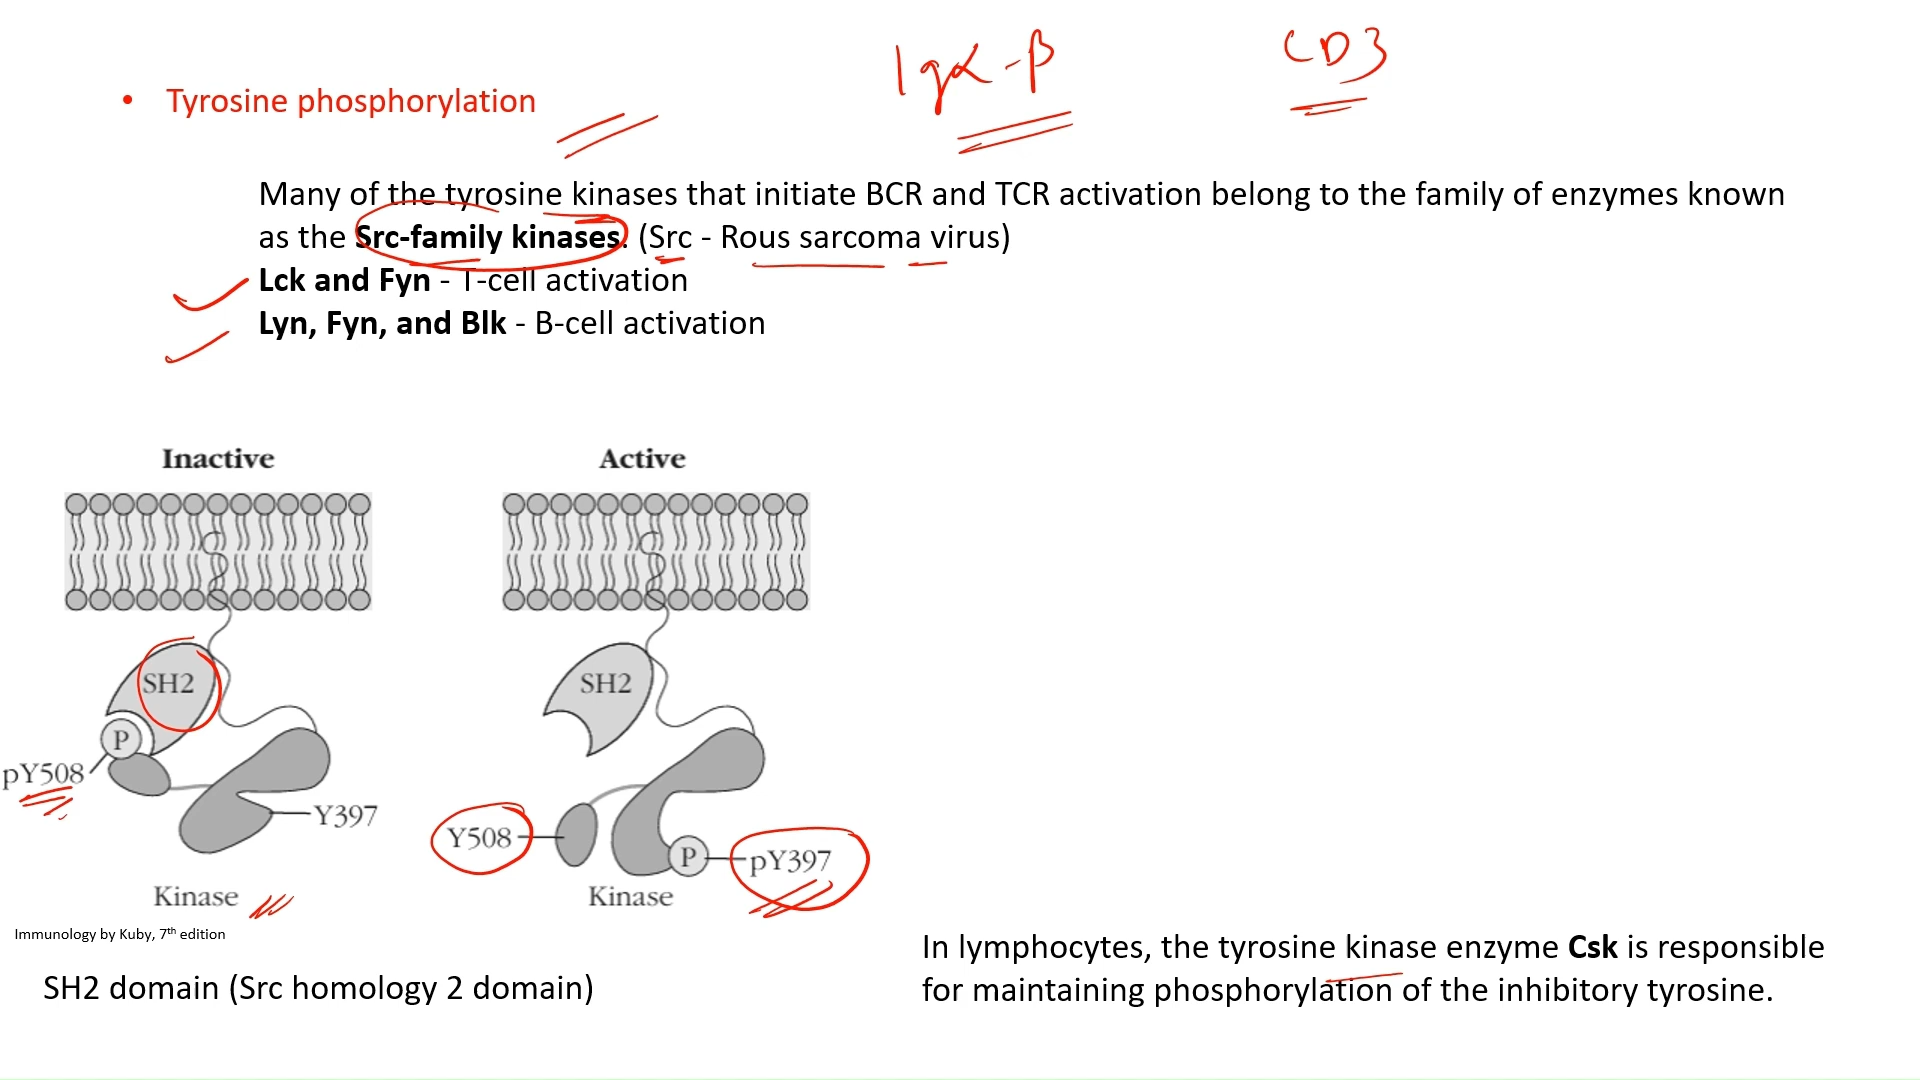 Igα-β
CD3
• Tyrosine phosphorylation
Many of the tyrosine kinases that initiate BCR and TCR activation belong to the family of enzymes known
as the Src-family kinases. (Src - Rous sarcoma virus)
Lck and Fyn - T-cell activation
Lyn, Fyn, and Blk - B-cell activation
Inactive
Active
SH2
SH2
P
pY508
Y397
Y508
P
pY397
Kinase
Kinase
Immunology by Kuby, 7th edition
SH2 domain (Src homology 2 domain)
In lymphocytes, the tyrosine kinase enzyme Csk is responsible
for maintaining phosphorylation of the inhibitory tyrosine.